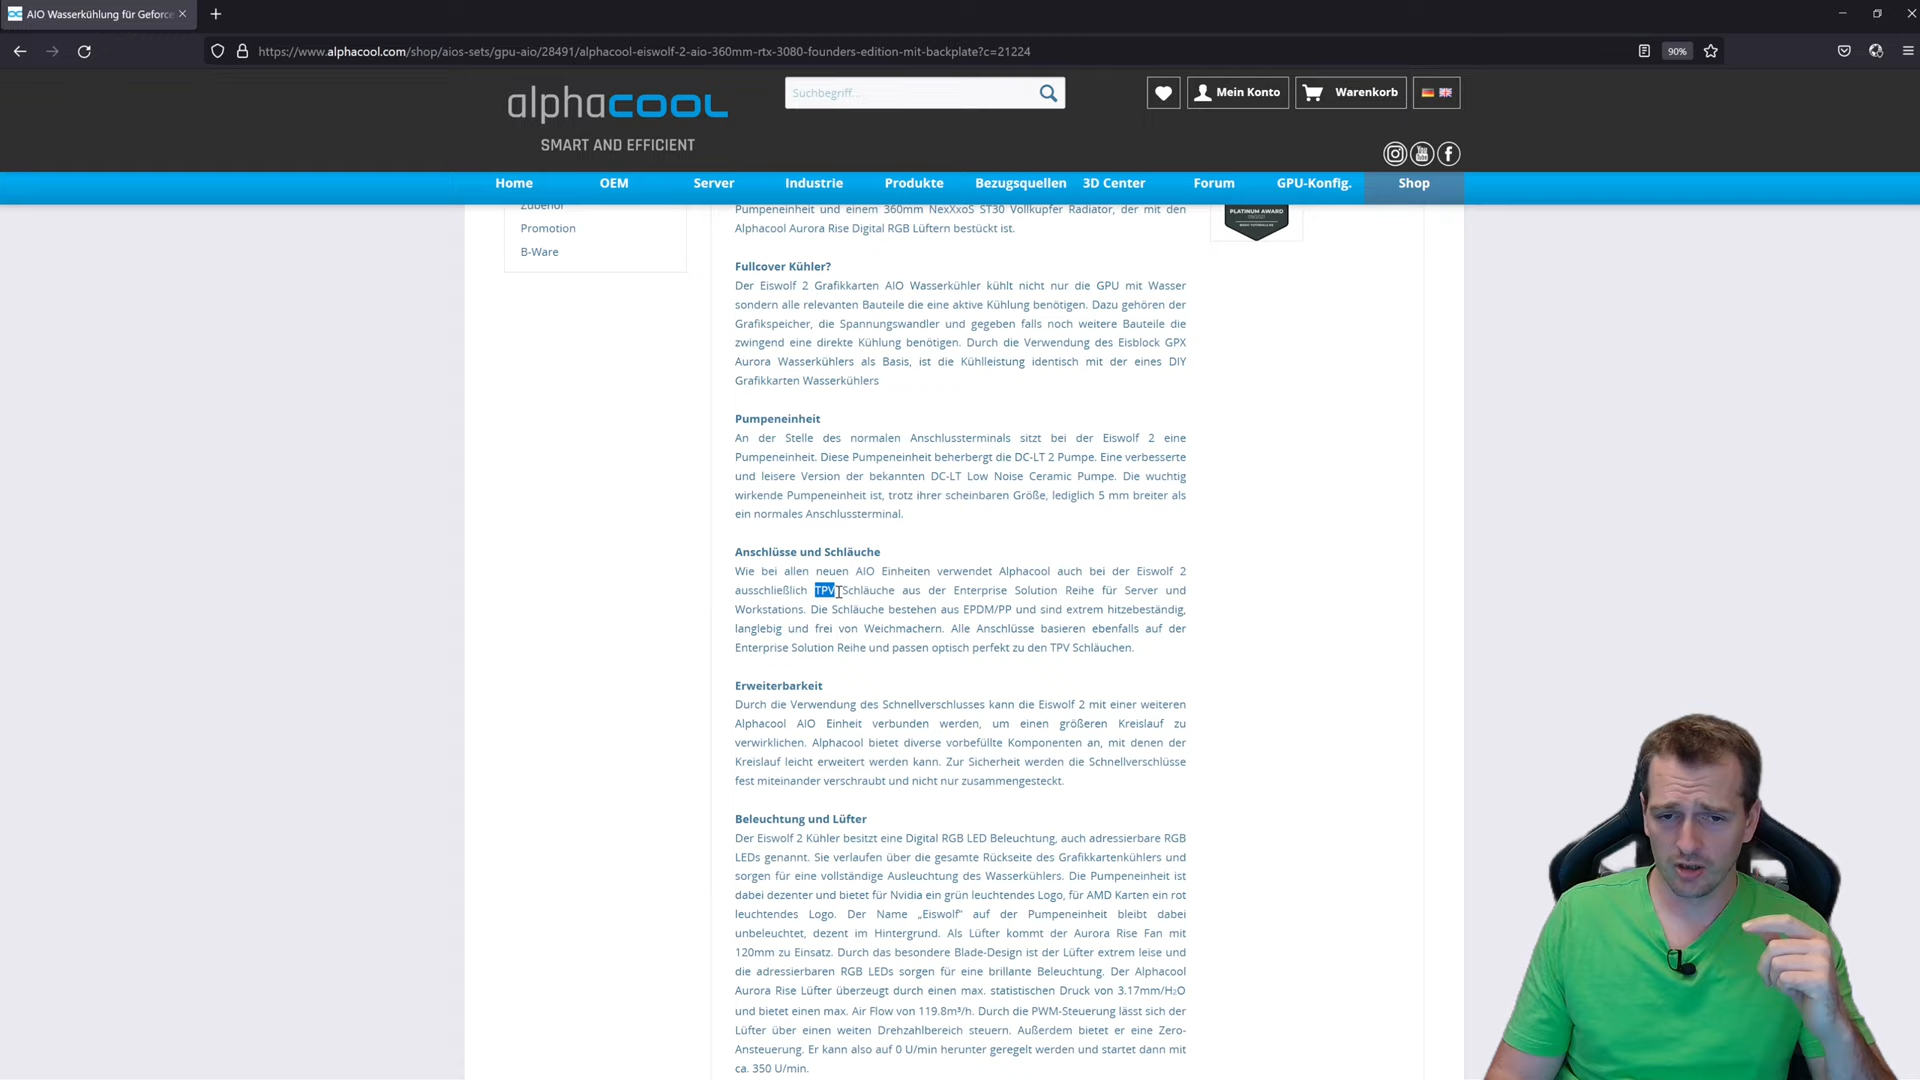 AIO Wasserkühlung für Geforce
https://www.alphacool.com/shop/aios-sets/gpu-aio/28491/alphacool-eiswolf-2-aio-360mm-rtx-3080-founders-edition-mit-backplate?c=21224
90%
alphacool
SMART AND EFFICIENT
Suchbegriff...
Mein Konto
Warenkorb
Home OEM Server Industrie Produkte Bezugsquellen 3D Center Forum GPU-Konfig. Shop
Zubehör
Promotion
B-Ware
PLATINUM AWARD
Pumpeneinheit und einem 360mm NexXxoS ST30 Vollkupfer Radiator, der mit den
Alphacool Aurora Rise Digital RGB Lüftern bestückt ist.
Fullcover Kühler?
Der Eiswolf 2 Grafikkarten AIO Wasserkühler kühlt nicht nur die GPU mit Wasser
sondern alle relevanten Bauteile die eine aktive Kühlung benötigen. Dazu gehören der
Grafikspeicher, die Spannungswandler und gegeben falls noch weitere Bauteile die
zwingend eine direkte Kühlung benötigen. Durch die Verwendung des Eisblock GPX
Aurora Wasserkühlers als Basis, ist die Kühlleistung identisch mit der eines DIY
Grafikkarten Wasserkühlers
Pumpeneinheit
An der Stelle des normalen Anschlussterminals sitzt bei der Eiswolf 2 eine
Pumpeneinheit. Diese Pumpeneinheit beherbergt die DC-LT 2 Pumpe. Eine verbesserte
und leisere Version der bekannten DC-LT Low Noise Ceramic Pumpe. Die wuchtig
wirkende Pumpeneinheit ist, trotz ihrer scheinbaren Größe, lediglich 5 mm breiter als
ein normales Anschlussterminal.
Anschlüsse und Schläuche
Wie bei allen neuen AIO Einheiten verwendet Alphacool auch bei der Eiswolf 2
ausschließlich TPV Schläuche aus der Enterprise Solution Reihe für Server und
Workstations. Die Schläuche bestehen aus EPDM/PP und sind extrem hitzebeständig,
langlebig und frei von Weichmachern. Alle Anschlüsse basieren ebenfalls auf der
Enterprise Solution Reihe und passen optisch perfekt zu den TPV Schläuchen.
Erweiterbarkeit
Durch die Verwendung des Schnellverschlusses kann die Eiswolf 2 mit einer weiteren
Alphacool AIO Einheit verbunden werden, um einen größeren Kreislauf zu
verwirklichen. Alphacool bietet diverse vorbefüllte Komponenten an, mit denen der
Kreislauf leicht erweitert werden kann. Zur Sicherheit werden die Schnellverschlüsse
fest miteinander verschraubt und nicht nur zusammengesteckt.
Beleuchtung und Lüfter
Der Eiswolf 2 Kühler besitzt eine Digital RGB LED Beleuchtung, auch adressierbare RGB
LEDs genannt. Sie verlaufen über die gesamte Rückseite des Grafikkartenkühlers und
sorgen für eine vollständige Ausleuchtung des Wasserkühlers. Die Pumpeneinheit ist
dabei dezenter und bietet für Nvidia ein grün leuchtendes Logo, für AMD Karten ein rot
leuchtendes Logo. Der Name „Eiswolf“ auf der Pumpeneinheit bleibt dabei
unbeleuchtet, dezent im Hintergrund. Als Lüfter kommt der Aurora Rise Fan mit
120mm zu Einsatz. Durch das besondere Blade-Design ist der Lüfter extrem leise und
die adressierbaren RGB LEDs sorgen für eine brillante Beleuchtung. Der Alphacool
Aurora Rise Lüfter überzeugt durch einen max. statistischen Druck von 3.17mm/H₂O
und bietet einen max. Air Flow von 119.8m³/h. Durch die PWM-Steuerung lässt sich der
Lüfter über einen weiten Drehzahlbereich steuern. Außerdem bietet er eine Zero-
Ansteuerung. Er kann also auf 0 U/min herunter geregelt werden und startet dann mit
ca. 350 U/min.